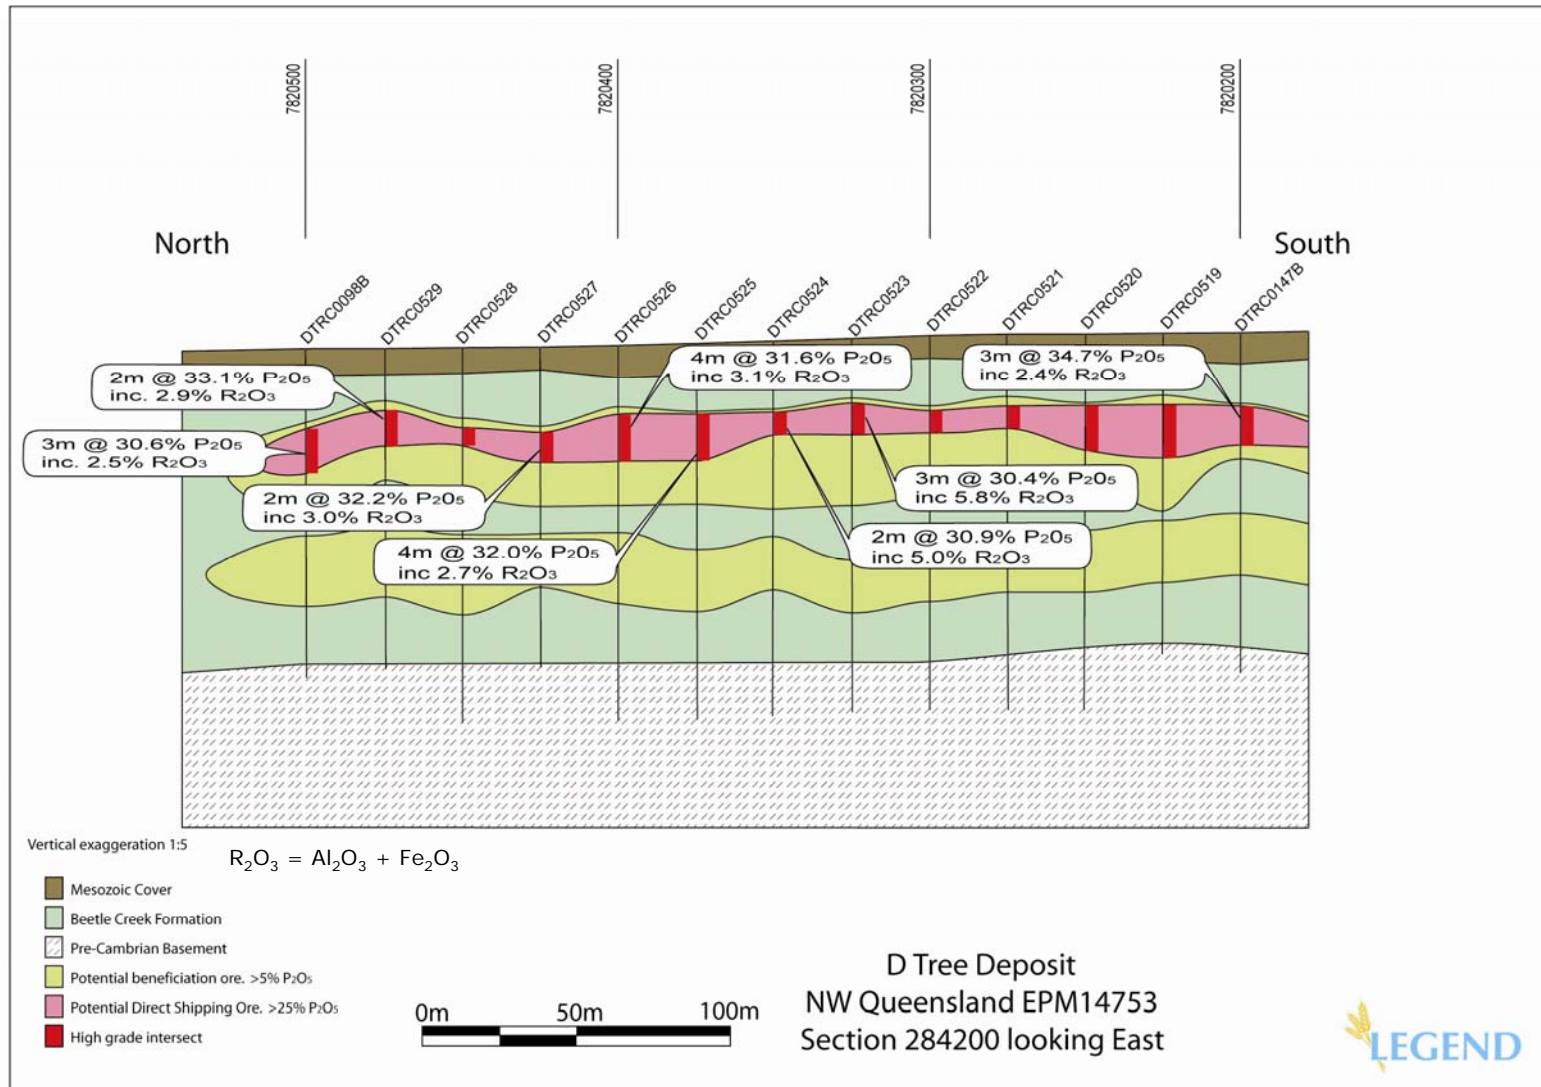 7820500
7820400
7820300
7820200
North
South
DTRC0098B
DTRC0529
DTRC0528
DTRC0527
DTRC0526
DTRC0525
DTRC0524
DTRC0523
DTRC0522
DTRC0521
DTRC0520
DTRC0519
DTRC0147B
2m @ 33.1% P₂O₅
inc. 2.9% R₂O₃
4m @ 31.6% P₂O₅
inc 3.1% R₂O₃
3m @ 34.7% P₂O₅
inc 2.4% R₂O₃
3m @ 30.6% P₂O₅
inc. 2.5% R₂O₃
2m @ 32.2% P₂O₅
inc 3.0% R₂O₃
3m @ 30.4% P₂O₅
inc 5.8% R₂O₃
4m @ 32.0% P₂O₅
inc 2.7% R₂O₃
2m @ 30.9% P₂O₅
inc 5.0% R₂O₃
Vertical exaggeration 1:5
R₂O₃ = Al₂O₃ + Fe₂O₃
Mesozoic Cover
Beetle Creek Formation
Pre-Cambrian Basement
Potential beneficiation ore. >5% P₂O₅
Potential Direct Shipping Ore. >25% P₂O₅
High grade intersect
0m 50m 100m
D Tree Deposit
NW Queensland EPM14753
Section 284200 looking East
LEGEND